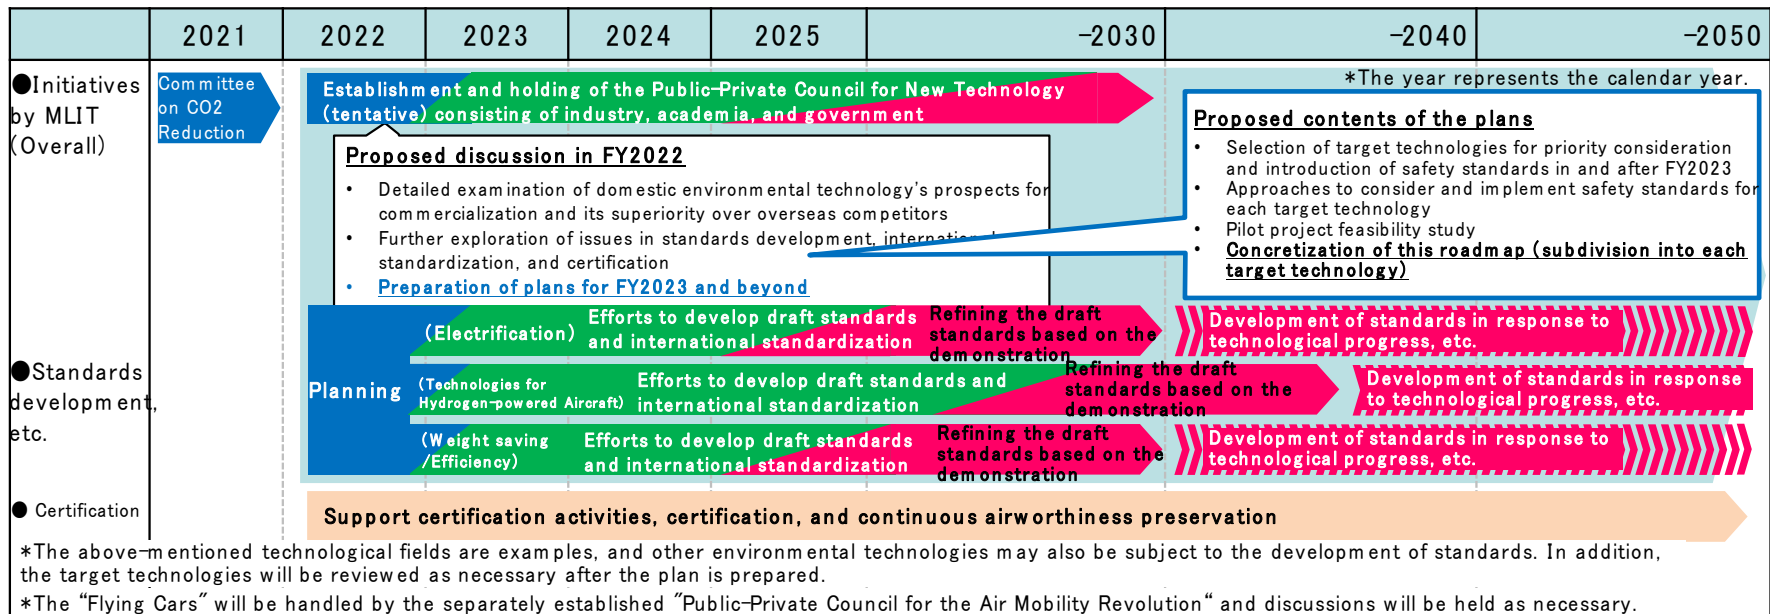 2021 2022 2023 2024 2025 -2030 -2040 -2050
*The year represents the calendar year.
●Initiatives
by MLIT
(Overall)
Committee
on CO2
Reduction
Establishment and holding of the Public-Private Council for New Technology
(tentative) consisting of industry, academia, and government
Proposed discussion in FY2022
• Detailed examination of domestic environmental technology's prospects for
commercialization and its superiority over overseas competitors
• Further exploration of issues in standards development,
standardization, and certification
• Preparation of plans for FY2023 and beyond
Proposed contents of the plans
• Selection of target technologies for priority consideration
and introduction of safety standards in and after FY2023
• Approaches to consider and implement safety standards for
each target technology
• Pilot project feasibility study
• Concretization of this roadmap (subdivision into each
target technology)
●Standards
development,
etc.
Planning
(Electrification)
Efforts to develop draft standards
and international standardization
Refining the draft
standards based on the
demonstration
Development of standards in response to
technological progress, etc.
(Technologies for
Hydrogen-powered Aircraft)
Efforts to develop draft standards and
international standardization
Refining the draft
standards based on the
demonstration
Development of standards in response
to technological progress, etc.
(Weight saving
/Efficiency)
Efforts to develop draft standards
and international standardization
Refining the draft
standards based on the
demonstration
Development of standards in response to
technological progress, etc.
● Certification
Support certification activities, certification, and continuous airworthiness preservation
*The above-mentioned technological fields are examples, and other environmental technologies may also be subject to the development of standards. In addition,
the target technologies will be reviewed as necessary after the plan is prepared.
*The "Flying Cars" will be handled by the separately established "Public-Private Council for the Air Mobility Revolution" and discussions will be held as necessary.